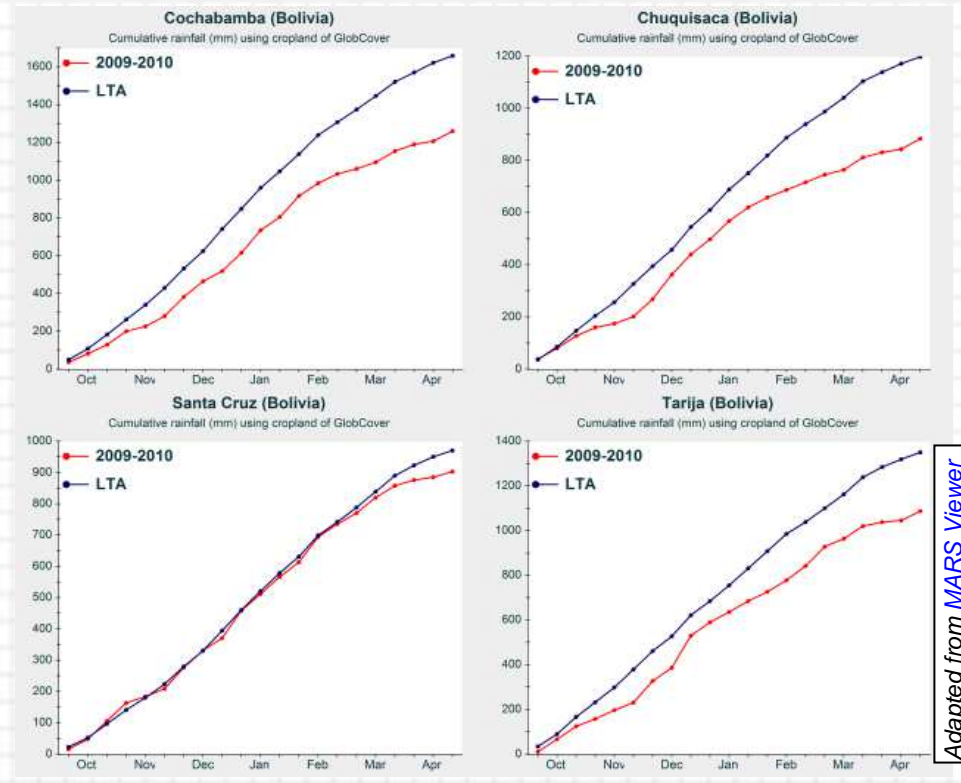 Cochabamba (Bolivia)
Cumulative rainfall (mm) using cropland of GlobCover
2009-2010
LTA
1600
1400
1200
1000
800
600
400
200
0
Oct Nov Dec Jan Feb Mar Apr
Chuquisaca (Bolivia)
Cumulative rainfall (mm) using cropland of GlobCover
2009-2010
LTA
1200
1000
800
600
400
200
0
Oct Nov Dec Jan Feb Mar Apr
Santa Cruz (Bolivia)
Cumulative rainfall (mm) using cropland of GlobCover
2009-2010
LTA
1000
900
800
700
600
500
400
300
200
100
0
Oct Nov Dec Jan Feb Mar Apr
Tarija (Bolivia)
Cumulative rainfall (mm) using cropland of GlobCover
2009-2010
LTA
1400
1200
1000
800
600
400
200
0
Oct Nov Dec Jan Feb Mar Apr
Adapted from MARS Viewer